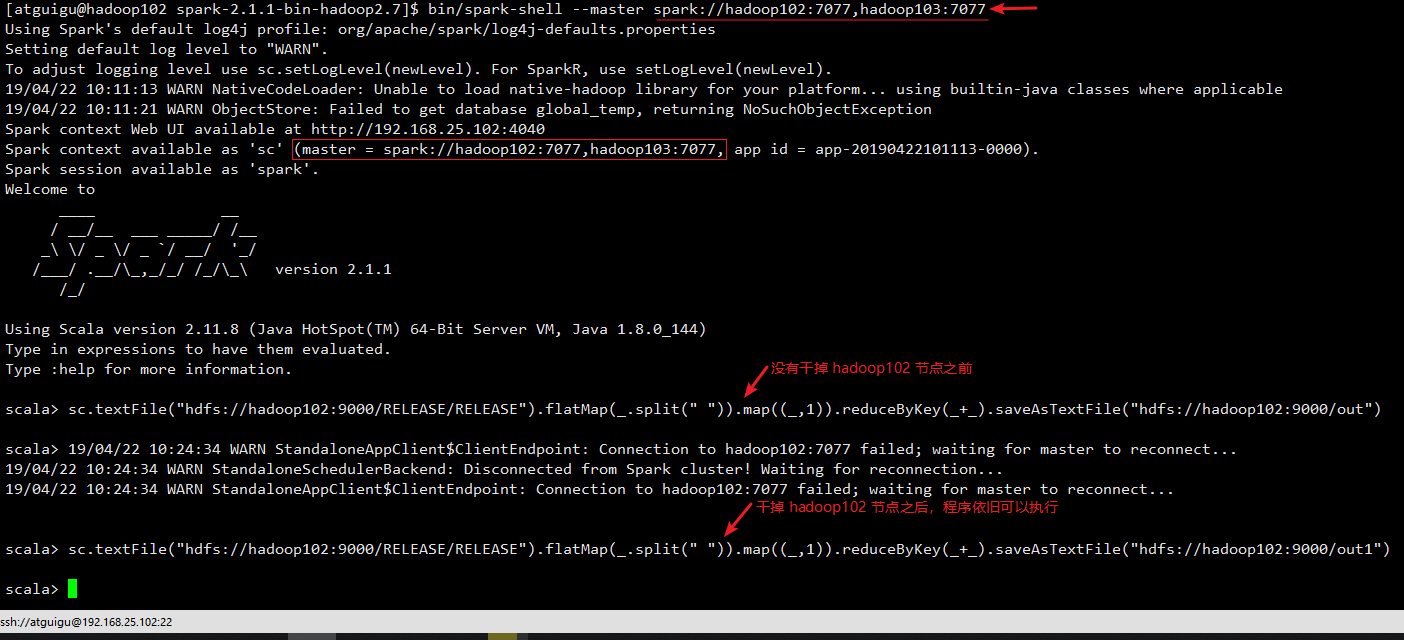 [atguigu@hadoop102 spark-2.1.1-bin-hadoop2.7]$ bin/spark-shell --master spark://hadoop102:7077,hadoop103:7077
Using Spark's default log4j profile: org/apache/spark/log4j-defaults.properties
Setting default log level to "WARN".
To adjust logging level use sc.setLogLevel(newLevel). For SparkR, use setLogLevel(newLevel).
19/04/22 10:11:13 WARN NativeCodeLoader: Unable to load native-hadoop library for your platform... using builtin-java classes where applicable
19/04/22 10:11:21 WARN ObjectStore: Failed to get database global_temp, returning NoSuchObjectException
Spark context Web UI available at http://192.168.25.102:4040
Spark context available as 'sc' (master = spark://hadoop102:7077,hadoop103:7077, app id = app-20190422101113-0000).
Spark session available as 'spark'.
Welcome to
      ____              __
     / __/__  ___ _____/ /__
    _\ \/ _ \/ _ `/ __/  '_/
   /___/ .__/\_,_/_/ /_/\_\   version 2.1.1
      /_/
Using Scala version 2.11.8 (Java HotSpot(TM) 64-Bit Server VM, Java 1.8.0_144)
Type in expressions to have them evaluated.
Type :help for more information.
没有干掉 hadoop102 节点之前
scala> sc.textFile("hdfs://hadoop102:9000/RELEASE/RELEASE").flatMap(_.split(" ")).map((_,1)).reduceByKey(_+_).saveAsTextFile("hdfs://hadoop102:9000/out")
scala> 19/04/22 10:24:34 WARN StandaloneAppClient$ClientEndpoint: Connection to hadoop102:7077 failed; waiting for master to reconnect...
19/04/22 10:24:34 WARN StandaloneSchedulerBackend: Disconnected from Spark cluster! Waiting for reconnection...
19/04/22 10:24:34 WARN StandaloneAppClient$ClientEndpoint: Connection to hadoop102:7077 failed; waiting for master to reconnect...
干掉 hadoop102 节点之后，程序依旧可以执行
scala> sc.textFile("hdfs://hadoop102:9000/RELEASE/RELEASE").flatMap(_.split(" ")).map((_,1)).reduceByKey(_+_).saveAsTextFile("hdfs://hadoop102:9000/out1")
scala>
ssh://atguigu@192.168.25.102:22